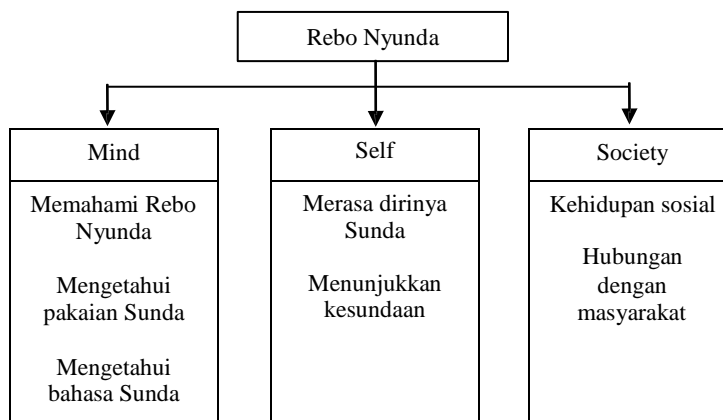 Rebo Nyunda
Mind
Memahami Rebo
Nyunda
Mengetahui
pakaian Sunda
Mengetahui
bahasa Sunda
Self
Merasa dirinya
Sunda
Menunjukkan
kesundaan
Society
Kehidupan sosial
Hubungan
dengan
masyarakat